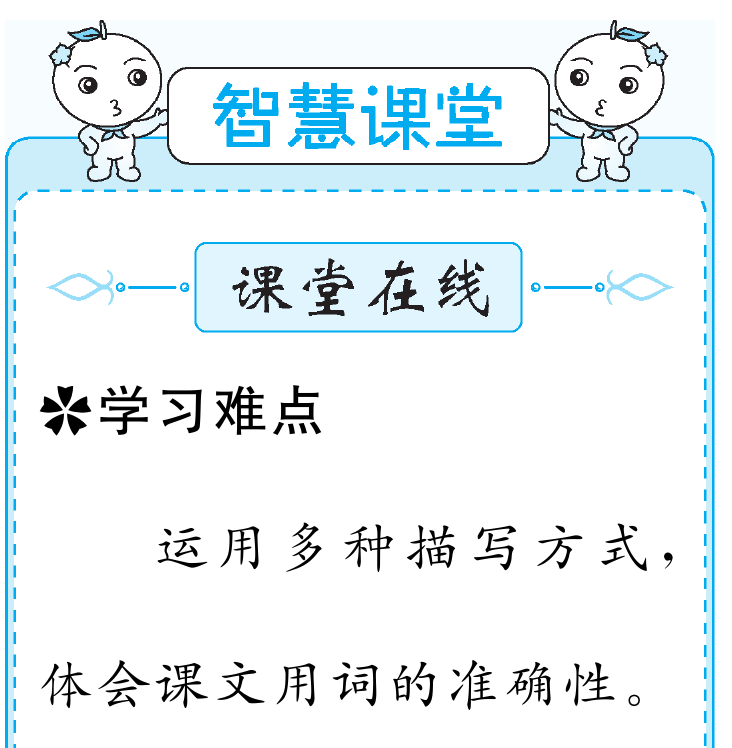 智慧课堂
课堂在线
学习难点
运用多种描写方式，
体会课文用词的准确性。